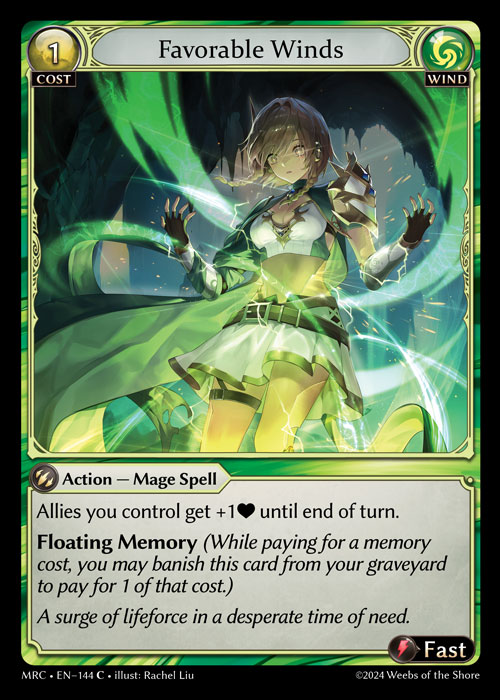 1
COST
Favorable Winds
WIND
Action — Mage Spell
Allies you control get +1♥ until end of turn.
Floating Memory (While paying for a memory
cost, you may banish this card from your graveyard
to pay for 1 of that cost.)
A surge of lifeforce in a desperate time of need.
Fast
MRC • EN–144 C • illust: Rachel Liu
©2024 Weebs of the Shore